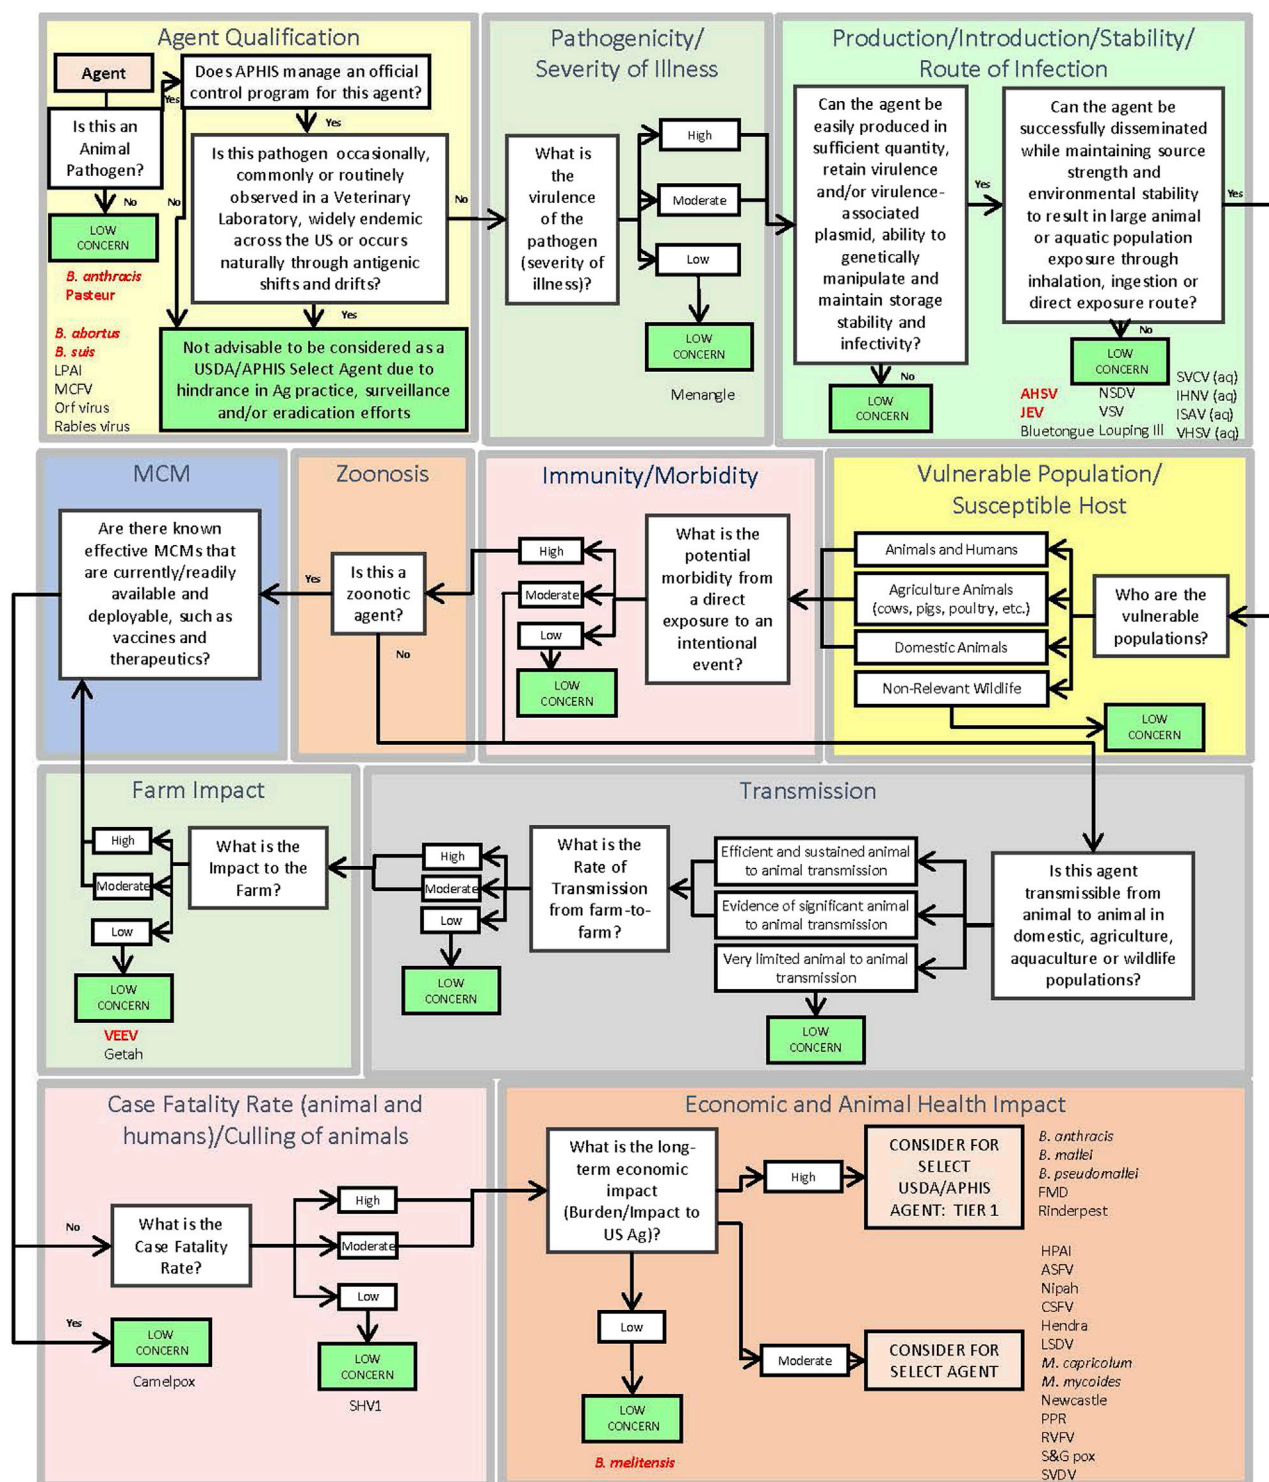 Agent Qualification
Agent
Is this an
Animal
Pathogen?
Yes
No
LOW
CONCERN
B. anthracis
Pasteur
B. abortus
B. suis
LPAI
MCFV
Orf virus
Rabies virus
Does APHIS manage an official
control program for this agent?
Yes
Is this pathogen occasionally,
commonly or routinely
observed in a Veterinary
Laboratory, widely endemic
across the US or occurs
naturally through antigenic
shifts and drifts?
No
No
Yes
Not advisable to be considered as a
USDA/APHIS Select Agent due to
hindrance in Ag practice, surveillance
and/or eradication efforts
Pathogenicity/
Severity of Illness
What is
the
virulence
of the
pathogen
(severity of
illness)?
High
Moderate
Low
LOW
CONCERN
Menangle
Production/Introduction/Stability/
Route of Infection
Can the agent be
easily produced in
sufficient quantity,
retain virulence
and/or virulence-
associated
plasmid, ability to
genetically
manipulate and
maintain storage
stability and
infectivity?
Yes
No
LOW
CONCERN
Can the agent be
successfully disseminated
while maintaining source
strength and
environmental stability
to result in large animal
or aquatic population
exposure through
inhalation, ingestion or
direct exposure route?
Yes
No
LOW
CONCERN
AHSV
JEV
Bluetongue
NSDV
VSV
Louping Ill
SVCV (aq)
IHNV (aq)
ISAV (aq)
VHSV (aq)
Vulnerable Population/
Susceptible Host
Who are the
vulnerable
populations?
Animals and Humans
Agriculture Animals
(cows, pigs, poultry, etc.)
Domestic Animals
Non-Relevant Wildlife
LOW
CONCERN
Immunity/Morbidity
What is the
potential
morbidity from
a direct
exposure to an
intentional
event?
High
Moderate
Low
LOW
CONCERN
Zoonosis
Is this a
zoonotic
agent?
Yes
No
MCM
Are there known
effective MCMs that
are currently/readily
available and
deployable, such as
vaccines and
therapeutics?
Transmission
Is this agent
transmissible from
animal to animal in
domestic, agriculture,
aquaculture or wildlife
populations?
Efficient and sustained animal
to animal transmission
Evidence of significant animal
to animal transmission
Very limited animal to animal
transmission
LOW
CONCERN
What is the
Rate of
Transmission
from farm-to-
farm?
High
Moderate
Low
LOW
CONCERN
Farm Impact
What is the
Impact to the
Farm?
High
Moderate
Low
LOW
CONCERN
VEEV
Getah
Case Fatality Rate (animal and
humans)/Culling of animals
No
What is the
Case Fatality
Rate?
High
Moderate
Low
LOW
CONCERN
SHV1
Yes
LOW
CONCERN
Camelpox
Economic and Animal Health Impact
What is the long-
term economic
impact
(Burden/Impact to
US Ag)?
High
CONSIDER FOR
SELECT
USDA/APHIS
AGENT: TIER 1
B. anthracis
B. mallei
B. pseudomallei
FMD
Rinderpest
Low
LOW
CONCERN
B. melitensis
Moderate
CONSIDER FOR
SELECT AGENT
HPAI
ASFV
Nipah
CSFV
Hendra
LSDV
M. capricolum
M. mycoides
Newcastle
PPR
RVFV
S&G pox
SVDV